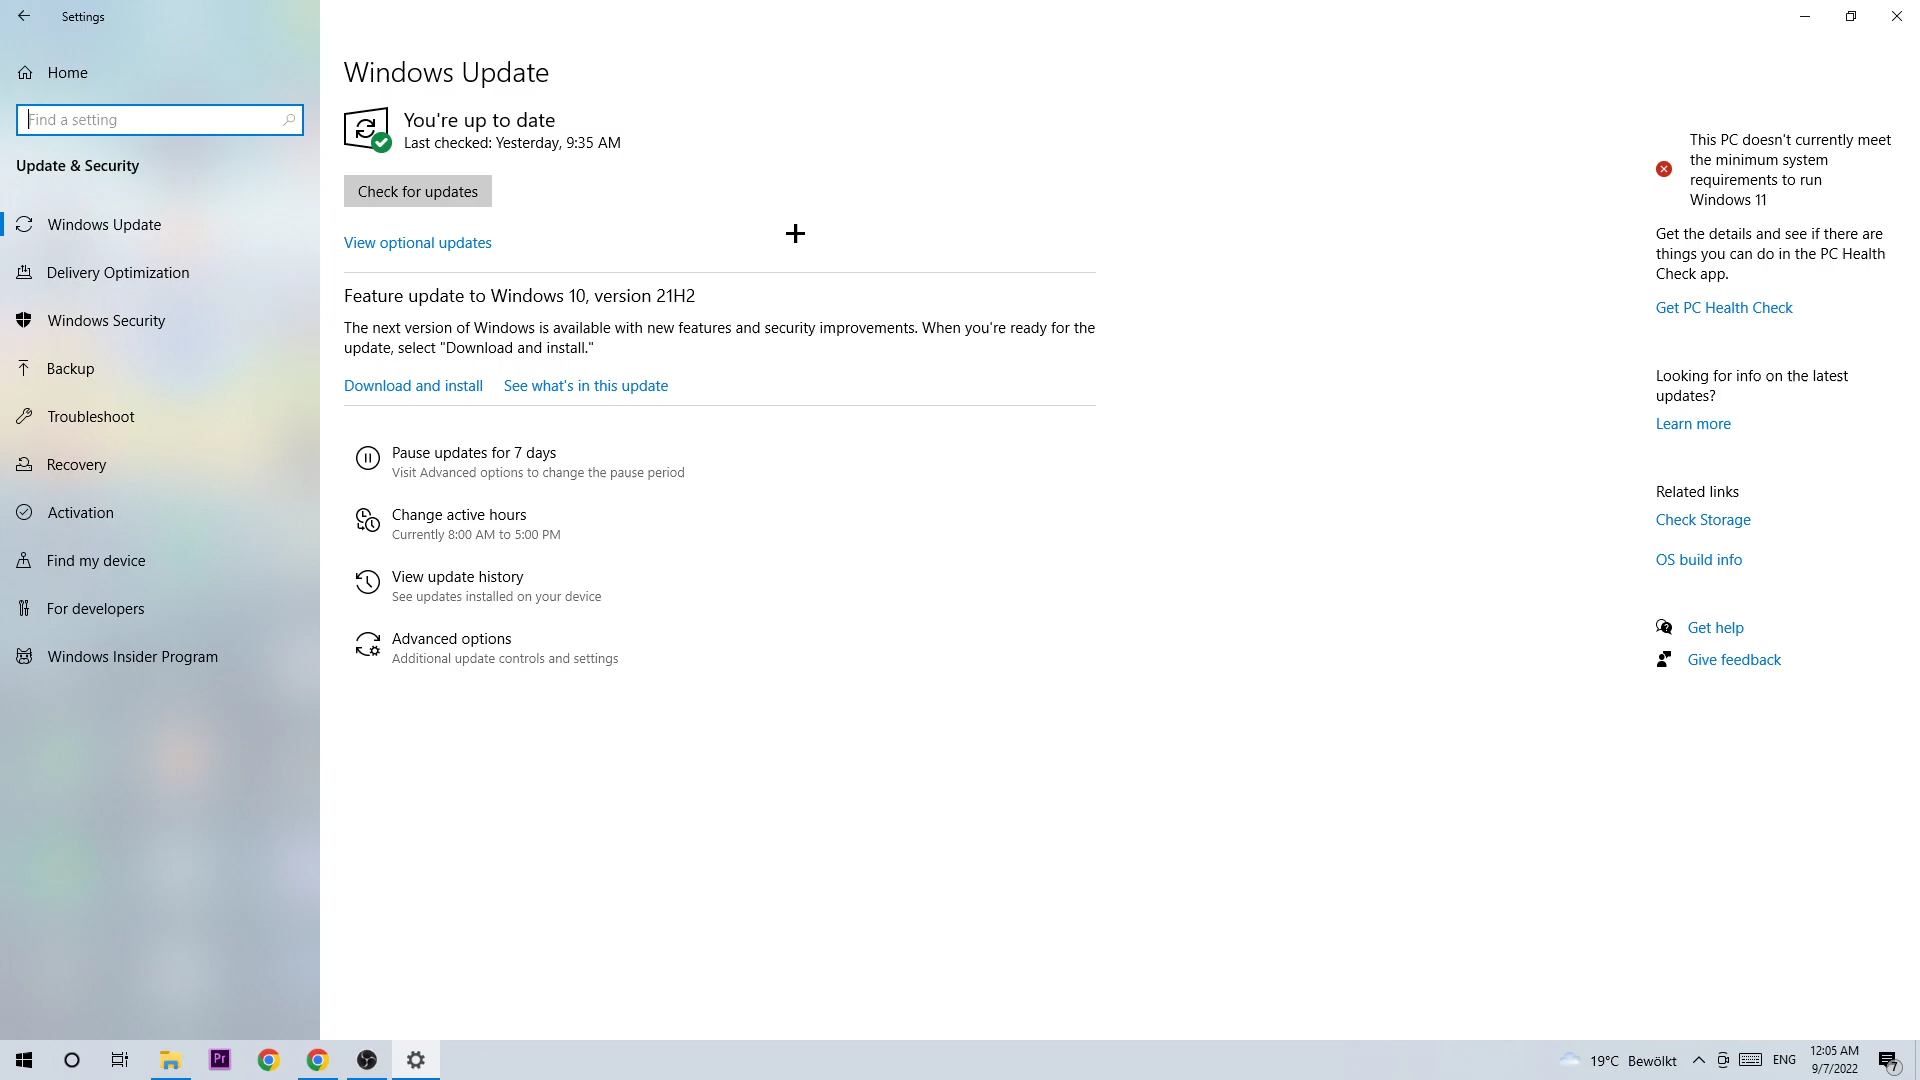 Settings
Home
Find a setting
Update & Security
Windows Update
Delivery Optimization
Windows Security
Backup
Troubleshoot
Recovery
Activation
Find my device
For developers
Windows Insider Program
Windows Update
You're up to date
Last checked: Yesterday, 9:35 AM
Check for updates
View optional updates
Feature update to Windows 10, version 21H2
The next version of Windows is available with new features and security improvements. When you're ready for the
update, select "Download and install."
Download and install See what's in this update
Pause updates for 7 days
Visit Advanced options to change the pause period
Change active hours
Currently 8:00 AM to 5:00 PM
View update history
See updates installed on your device
Advanced options
Additional update controls and settings
This PC doesn't currently meet
the minimum system
requirements to run
Windows 11
Get the details and see if there are
things you can do in the PC Health
Check app.
Get PC Health Check
Looking for info on the latest
updates?
Learn more
Related links
Check Storage
OS build info
Get help
Give feedback
Pr
19°C Bewölkt
ENG
12:05 AM
9/7/2022
7